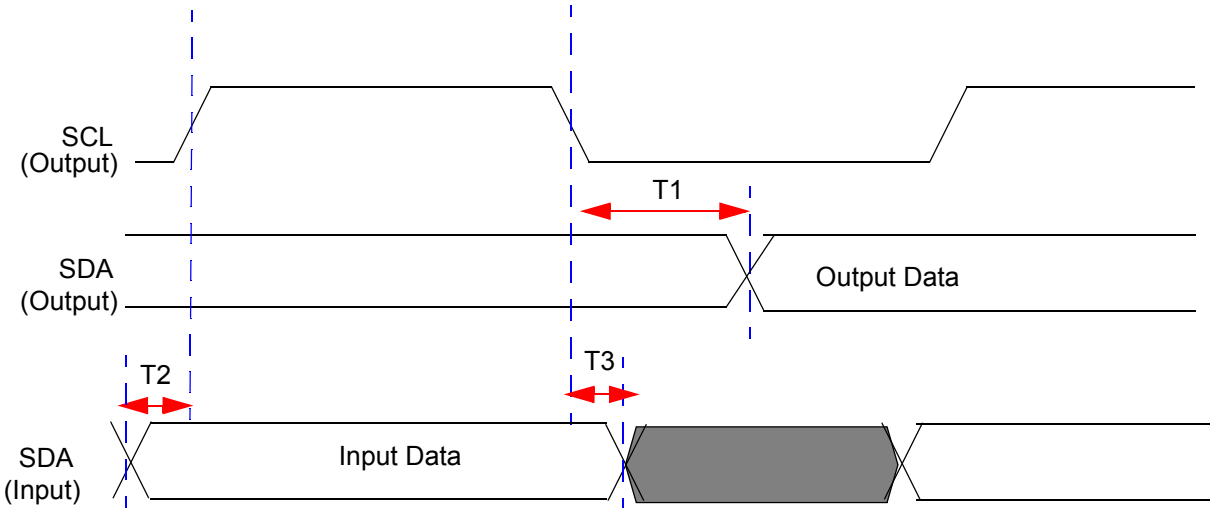 SCL
(Output)
T1
SDA
(Output)
Output Data
T2
T3
SDA
(Input)
Input Data